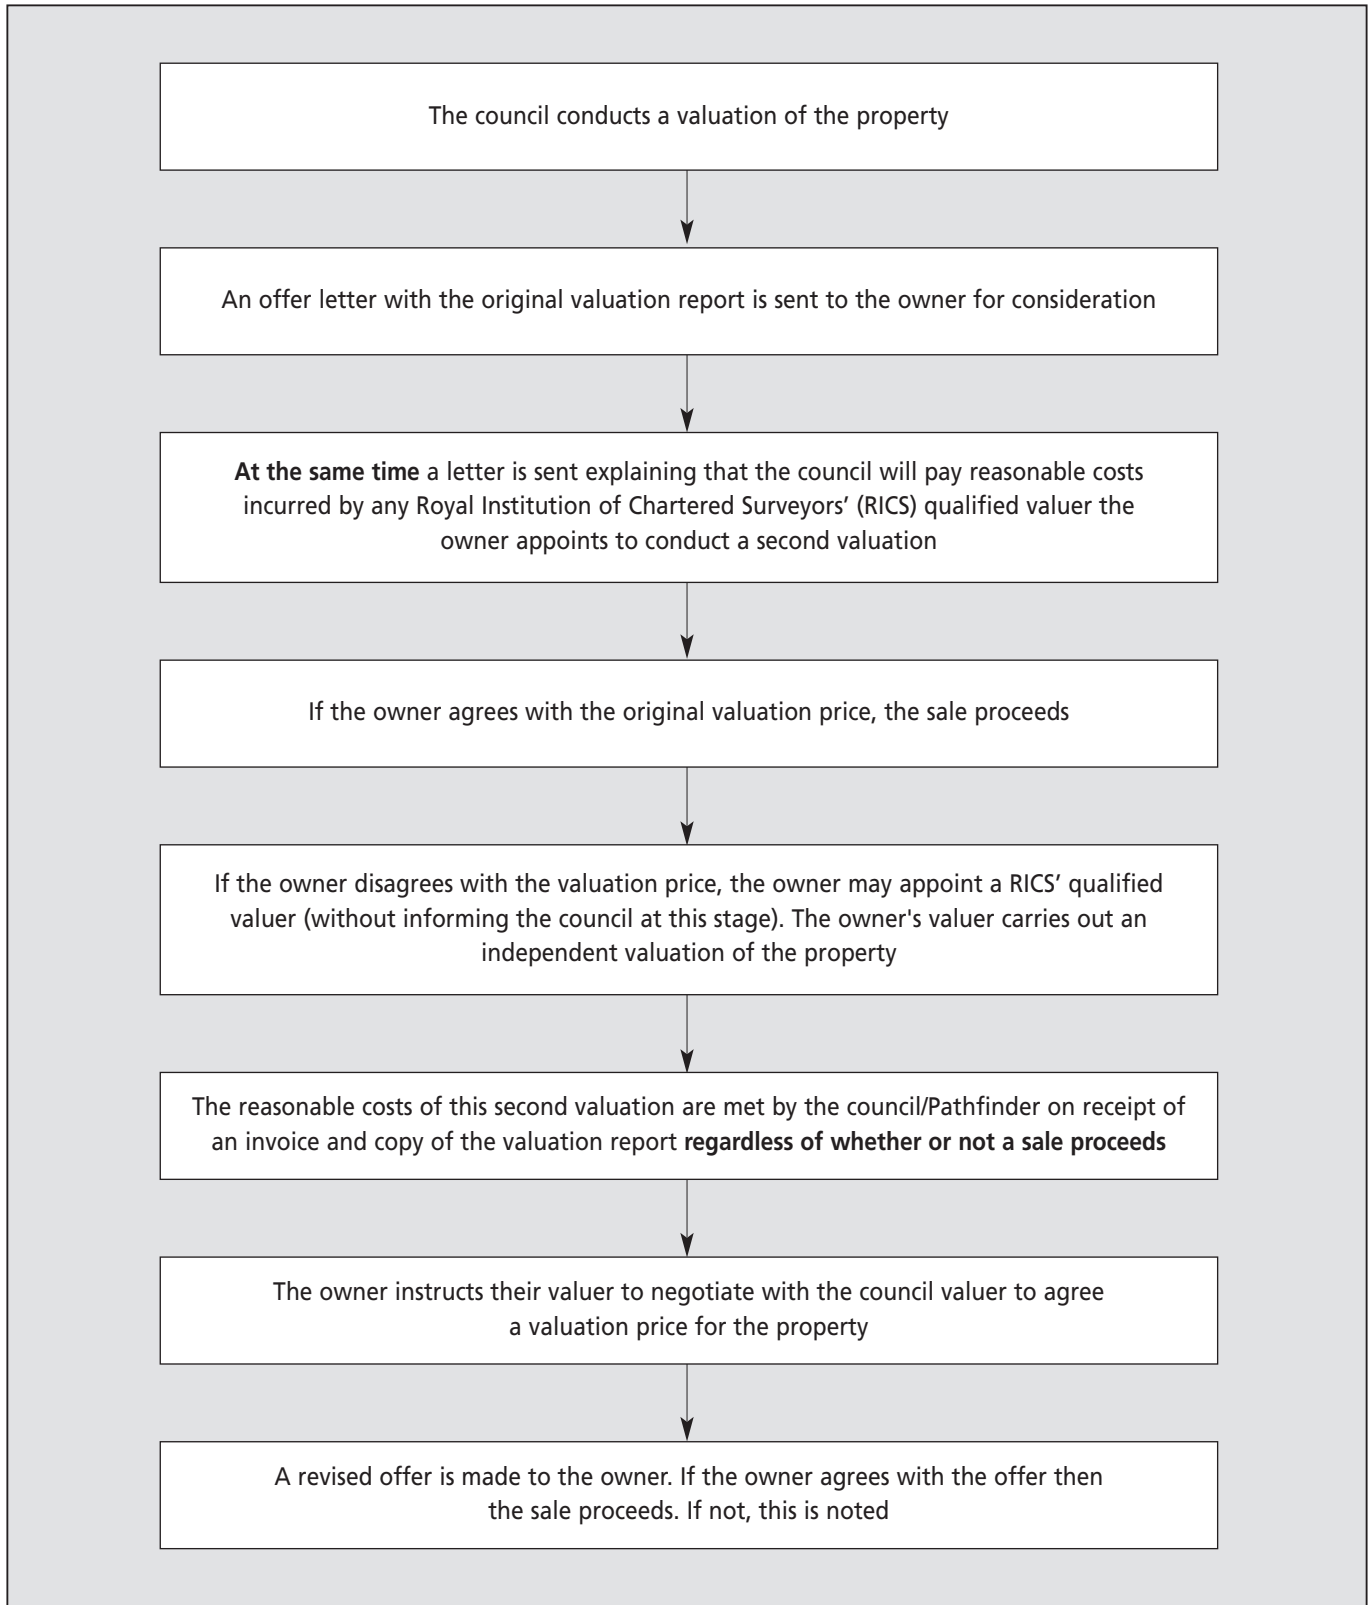 The council conducts a valuation of the property
An offer letter with the original valuation report is sent to the owner for consideration
At the same time a letter is sent explaining that the council will pay reasonable costs
incurred by any Royal Institution of Chartered Surveyors’ (RICS) qualified valuer the
owner appoints to conduct a second valuation
If the owner agrees with the original valuation price, the sale proceeds
If the owner disagrees with the valuation price, the owner may appoint a RICS’ qualified
valuer (without informing the council at this stage). The owner's valuer carries out an
independent valuation of the property
The reasonable costs of this second valuation are met by the council/Pathfinder on receipt of
an invoice and copy of the valuation report regardless of whether or not a sale proceeds
The owner instructs their valuer to negotiate with the council valuer to agree
a valuation price for the property
A revised offer is made to the owner. If the owner agrees with the offer then
the sale proceeds. If not, this is noted